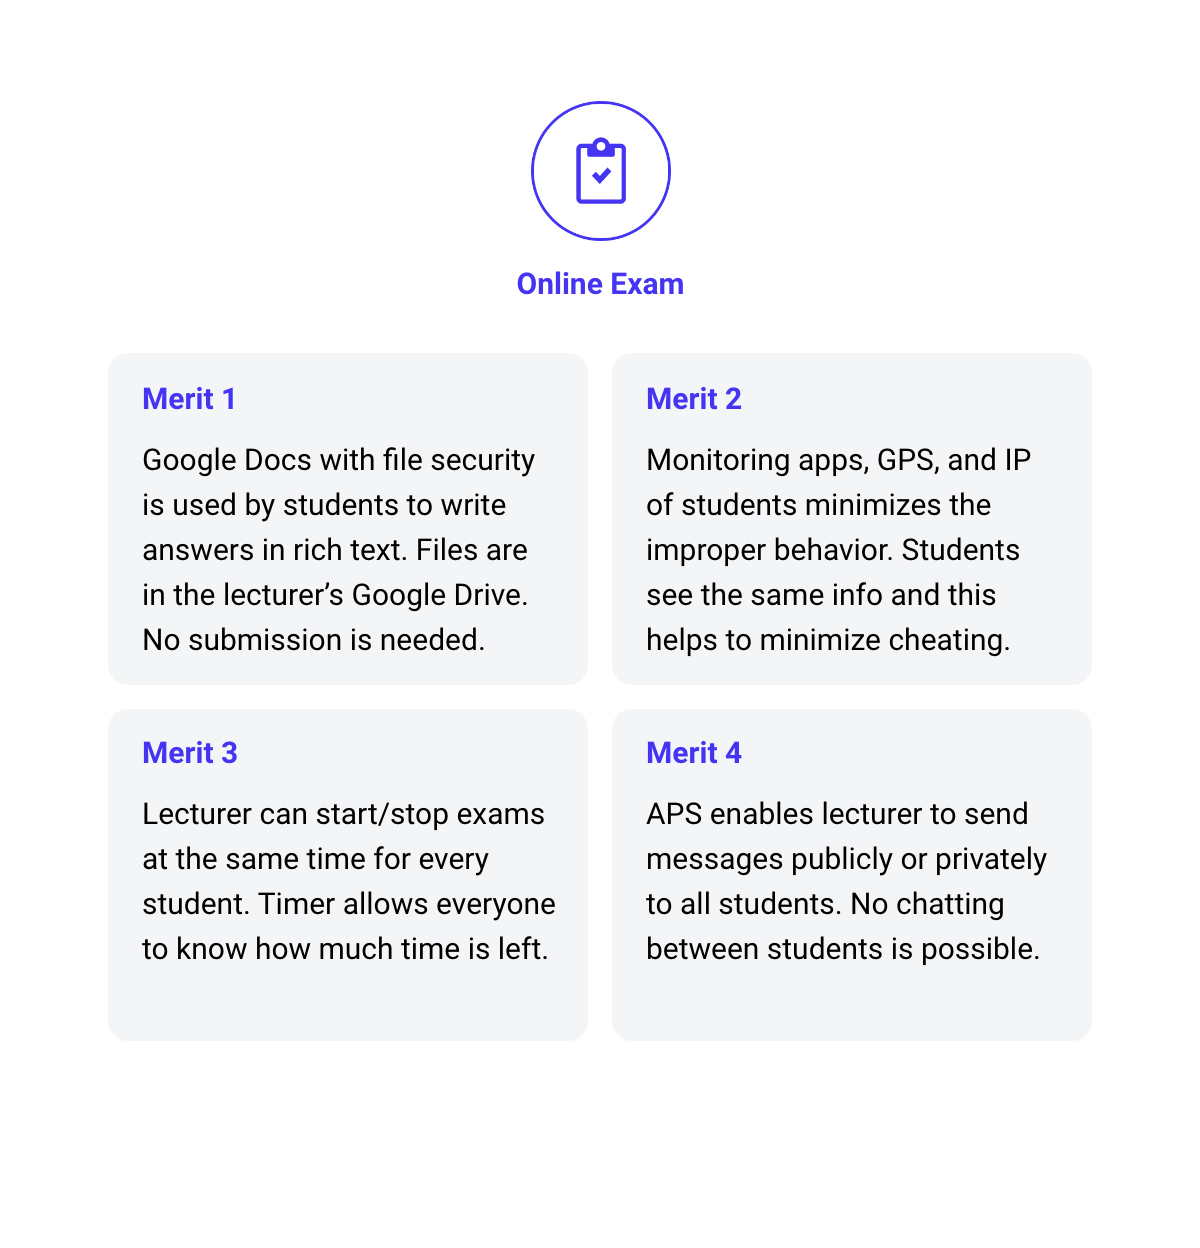 Online Exam
Merit 1
Google Docs with file security
is used by students to write
answers in rich text. Files are
in the lecturer’s Google Drive.
No submission is needed.
Merit 2
Monitoring apps, GPS, and IP
of students minimizes the
improper behavior. Students
see the same info and this
helps to minimize cheating.
Merit 3
Lecturer can start/stop exams
at the same time for every
student. Timer allows everyone
to know how much time is left.
Merit 4
APS enables lecturer to send
messages publicly or privately
to all students. No chatting
between students is possible.